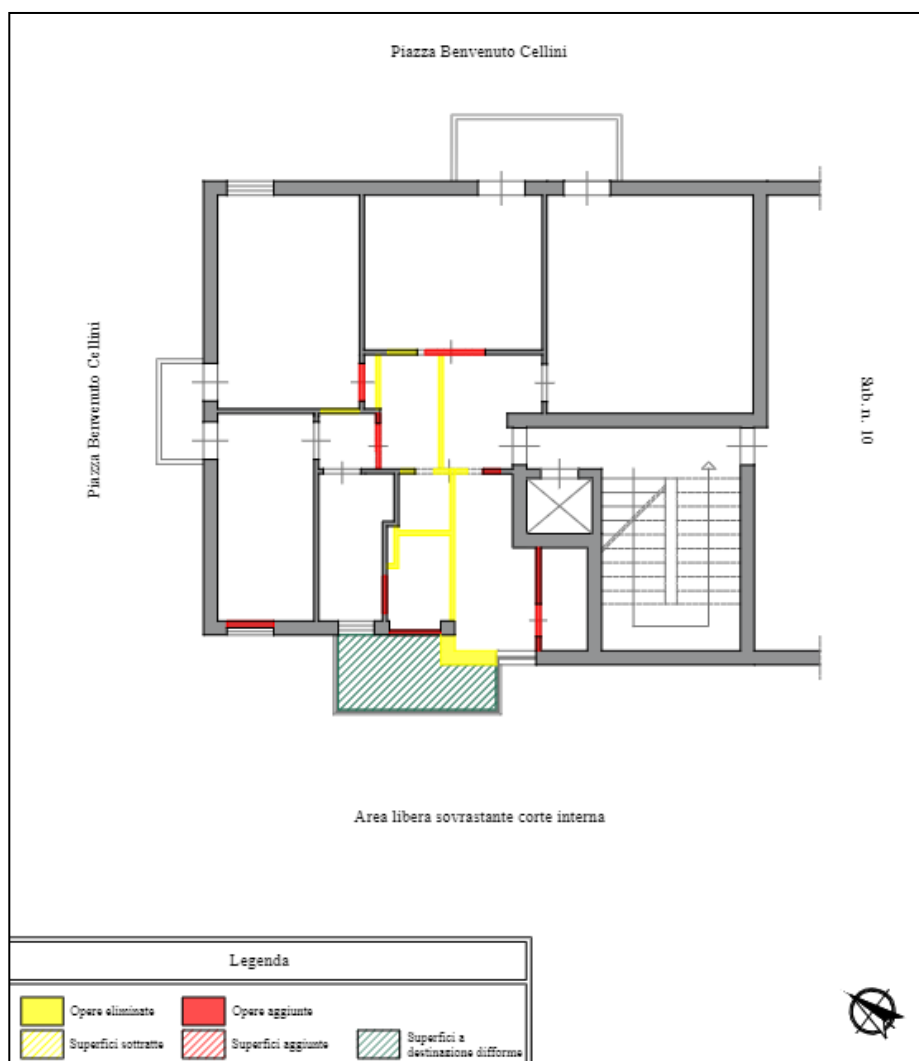 Piazza Benvenuto Cellini
Piazza Benvenuto Cellini
Sub. n. 10
Area libera sovrastante corte interna
Legenda
Opere eliminate
Opere aggiunte
Superfici sottratte
Superfici aggiunte
Superfici a
destinazione difforme